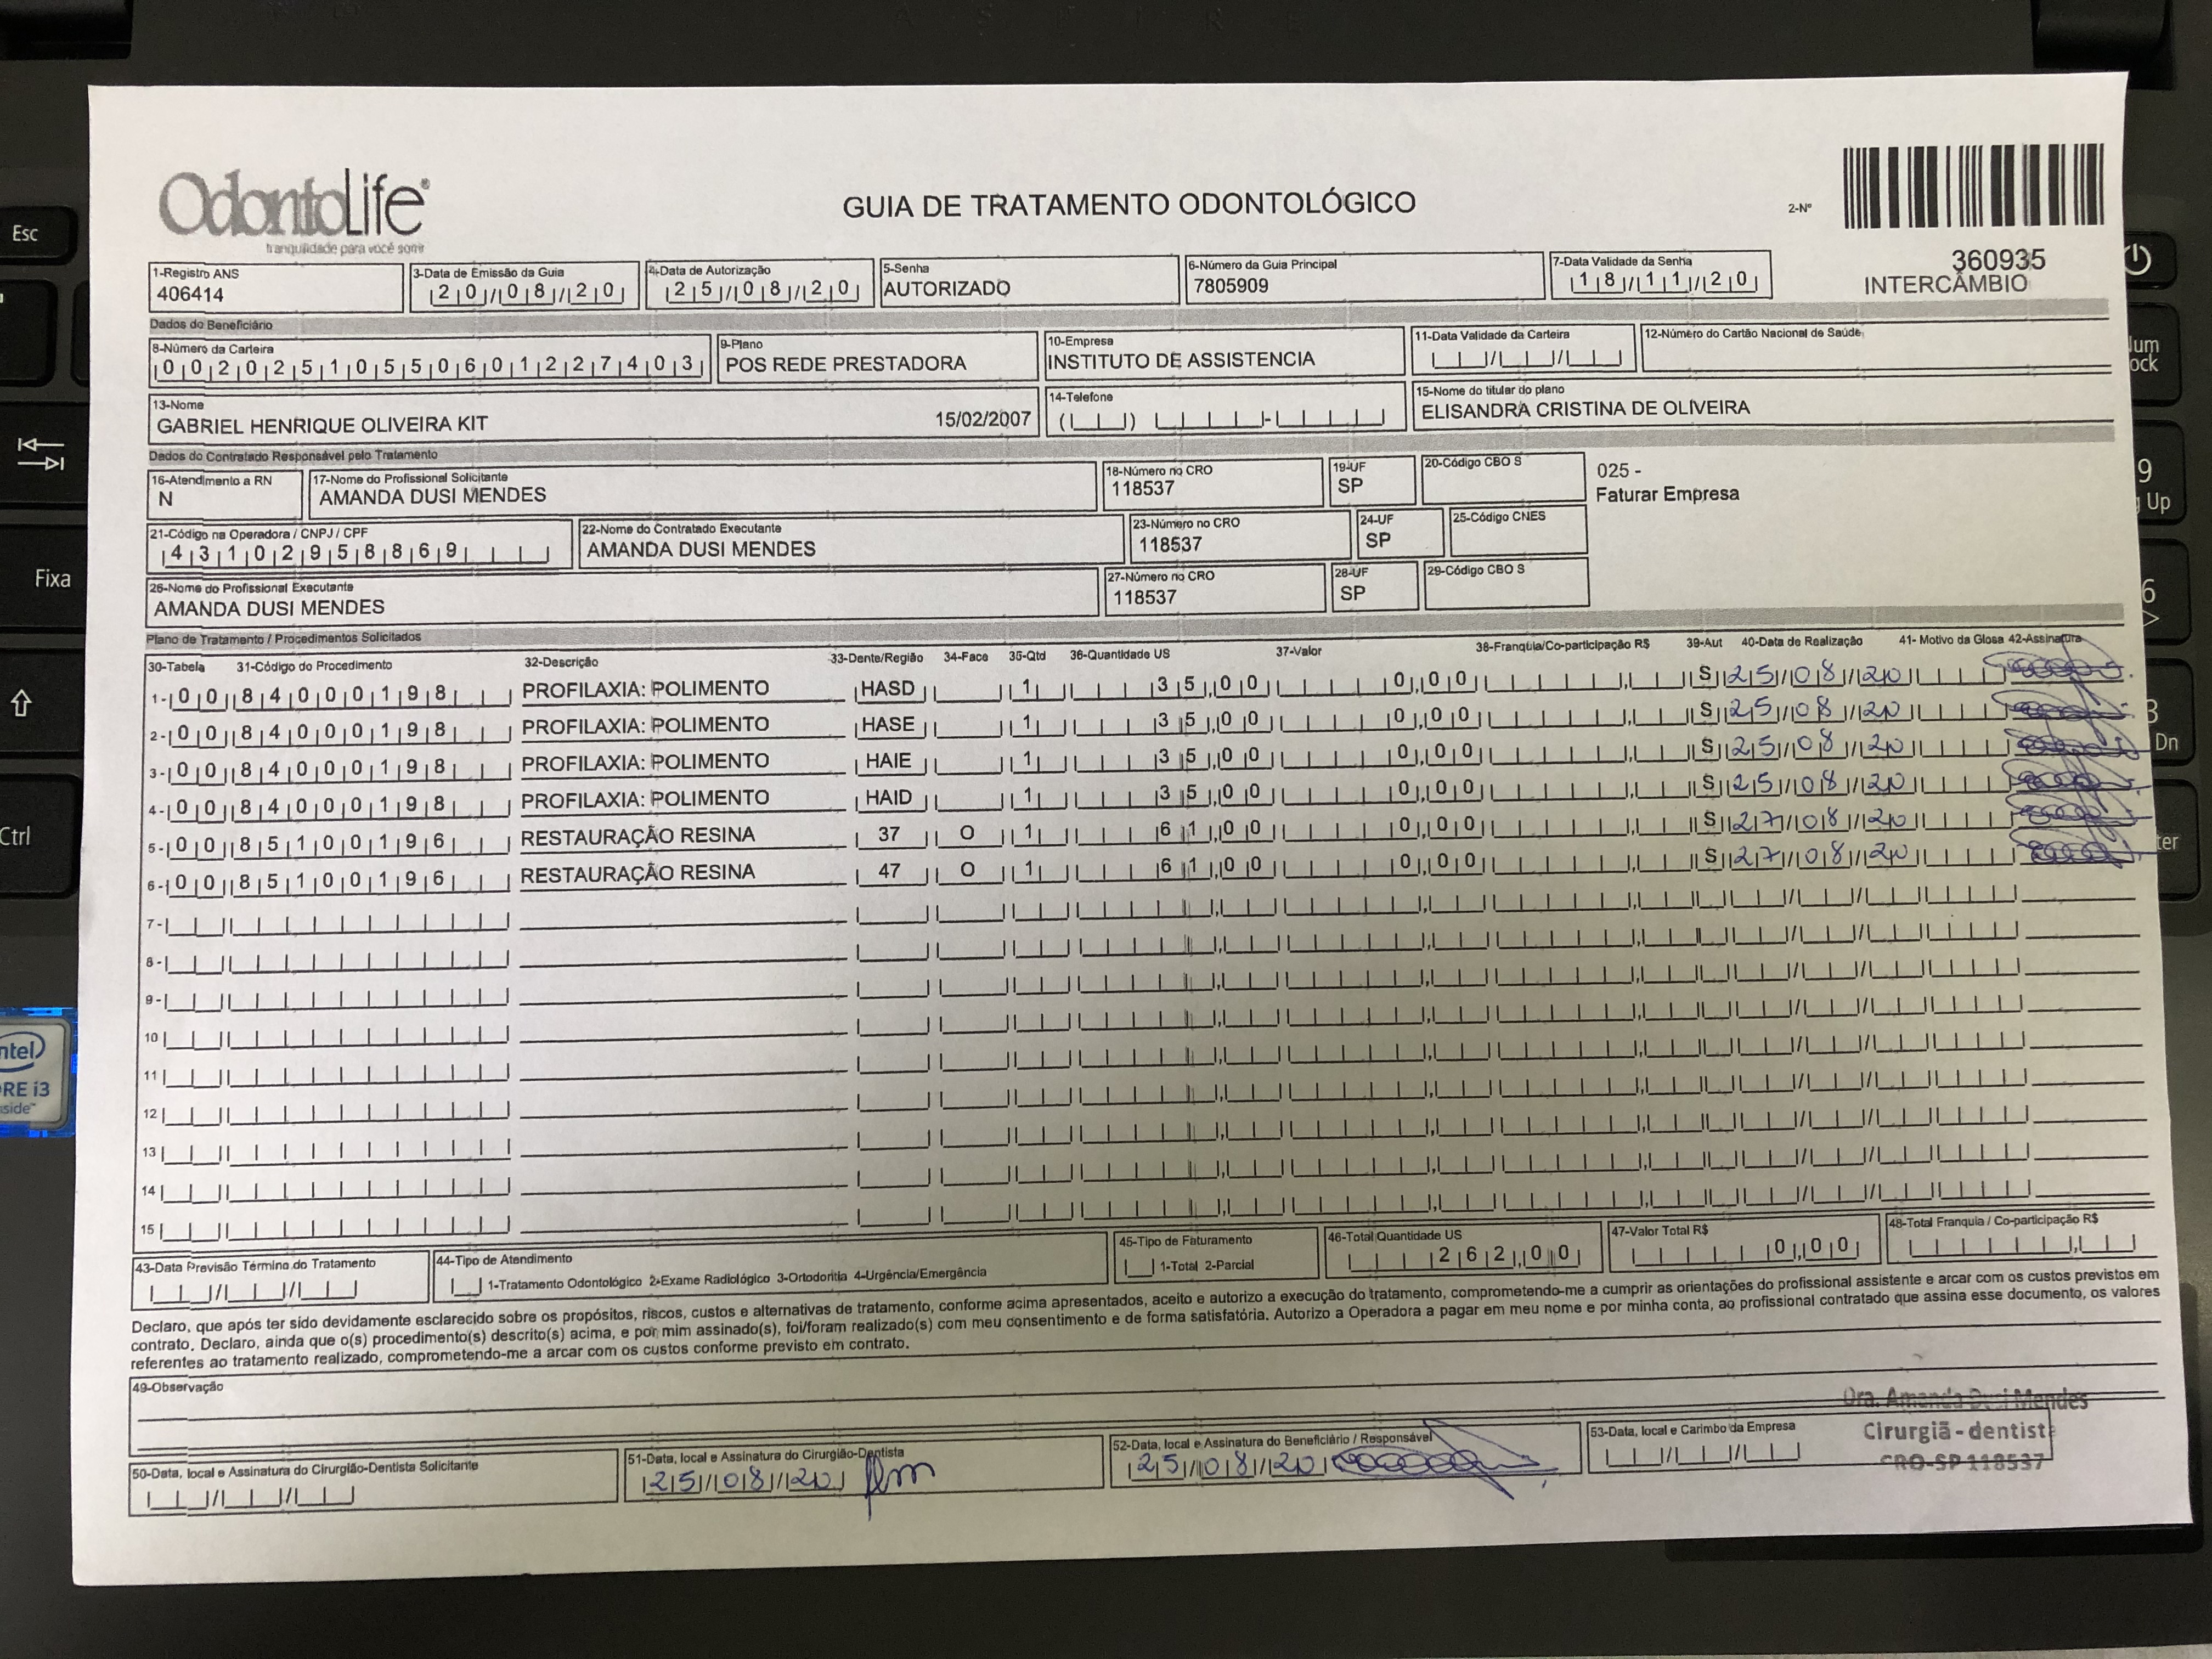 OdontoLife®
tranquilidade para você sorrir
GUIA DE TRATAMENTO ODONTOLÓGICO
2-Nº
360935
INTERCÂMBIO
1-Registro ANS
406414
3-Data de Emissão da Guia
20/08/20
4-Data de Autorização
25/08/20
5-Senha
AUTORIZADO
6-Número da Guia Principal
7805909
7-Data Validade da Senha
18/11/20
Dados do Beneficiário
8-Número da Carteira
00202510550601227403
9-Plano
POS REDE PRESTADORA
10-Empresa
INSTITUTO DE ASSISTENCIA
11-Data Validade da Carteira
12-Número do Cartão Nacional de Saúde
13-Nome
GABRIEL HENRIQUE OLIVEIRA KIT 15/02/2007
14-Telefone
15-Nome do titular do plano
ELISANDRA CRISTINA DE OLIVEIRA
Dados do Contratado Responsável pelo Tratamento
16-Atendimento a RN
N
17-Nome do Profissional Solicitante
AMANDA DUSI MENDES
18-Número no CRO
118537
19-UF
SP
20-Código CBO S
025 -
Faturar Empresa
21-Código na Operadora / CNPJ / CPF
43102958869
22-Nome do Contratado Executante
AMANDA DUSI MENDES
23-Número no CRO
118537
24-UF
SP
25-Código CNES
26-Nome do Profissional Executante
AMANDA DUSI MENDES
27-Número no CRO
118537
28-UF
SP
29-Código CBO S
Plano de Tratamento / Procedimentos Solicitados
30-Tabela 31-Código do Procedimento 32-Descrição 33-Dente/Região 34-Face 35-Qtd 36-Quantidade US 37-Valor 38-Franquia/Co-participação R$ 39-Aut 40-Data de Realização 41- Motivo da Glosa 42-Assinatura
1- 00 84000198 PROFILAXIA: POLIMENTO HASD 1 35,00 0,00 S 25/08/20
2- 00 84000198 PROFILAXIA: POLIMENTO HASE 1 35,00 0,00 S 25/08/20
3- 00 84000198 PROFILAXIA: POLIMENTO HAIE 1 35,00 0,00 S 25/08/20
4- 00 84000198 PROFILAXIA: POLIMENTO HAID 1 35,00 0,00 S 25/08/20
5- 00 85100196 RESTAURAÇÃO RESINA 37 O 1 61,00 0,00 S 27/08/20
6- 00 85100196 RESTAURAÇÃO RESINA 47 O 1 61,00 0,00 S 27/08/20
7-
8-
9-
10
11
12
13
14
15
43-Data Previsão Término do Tratamento
44-Tipo de Atendimento
1-Tratamento Odontológico 2-Exame Radiológico 3-Ortodontia 4-Urgência/Emergência
45-Tipo de Faturamento
1-Total 2-Parcial
46-Total Quantidade US
262,00
47-Valor Total R$
0,00
48-Total Franquia / Co-participação R$
Declaro, que após ter sido devidamente esclarecido sobre os propósitos, riscos, custos e alternativas de tratamento, conforme acima apresentados, aceito e autorizo a execução do tratamento, comprometendo-me a cumprir as orientações do profissional assistente e arcar com os custos previstos em
contrato. Declaro, ainda que o(s) procedimento(s) descrito(s) acima, e por mim assinado(s), foi/foram realizado(s) com meu consentimento e de forma satisfatória. Autorizo a Operadora a pagar em meu nome e por minha conta, ao profissional contratado que assina esse documento, os valores
referentes ao tratamento realizado, comprometendo-me a arcar com os custos conforme previsto em contrato.
49-Observação
50-Data, local e Assinatura do Cirurgião-Dentista Solicitante
51-Data, local e Assinatura do Cirurgião-Dentista
25/08/20
52-Data, local e Assinatura do Beneficiário / Responsável
25/08/20
53-Data, local e Carimbo da Empresa
Dra. Amanda Dusi Mendes
Cirurgiã-dentista
CRO-SP 118537
Esc
Fixa
Ctrl
9
6
Dn
intel
CORE i3
inside™